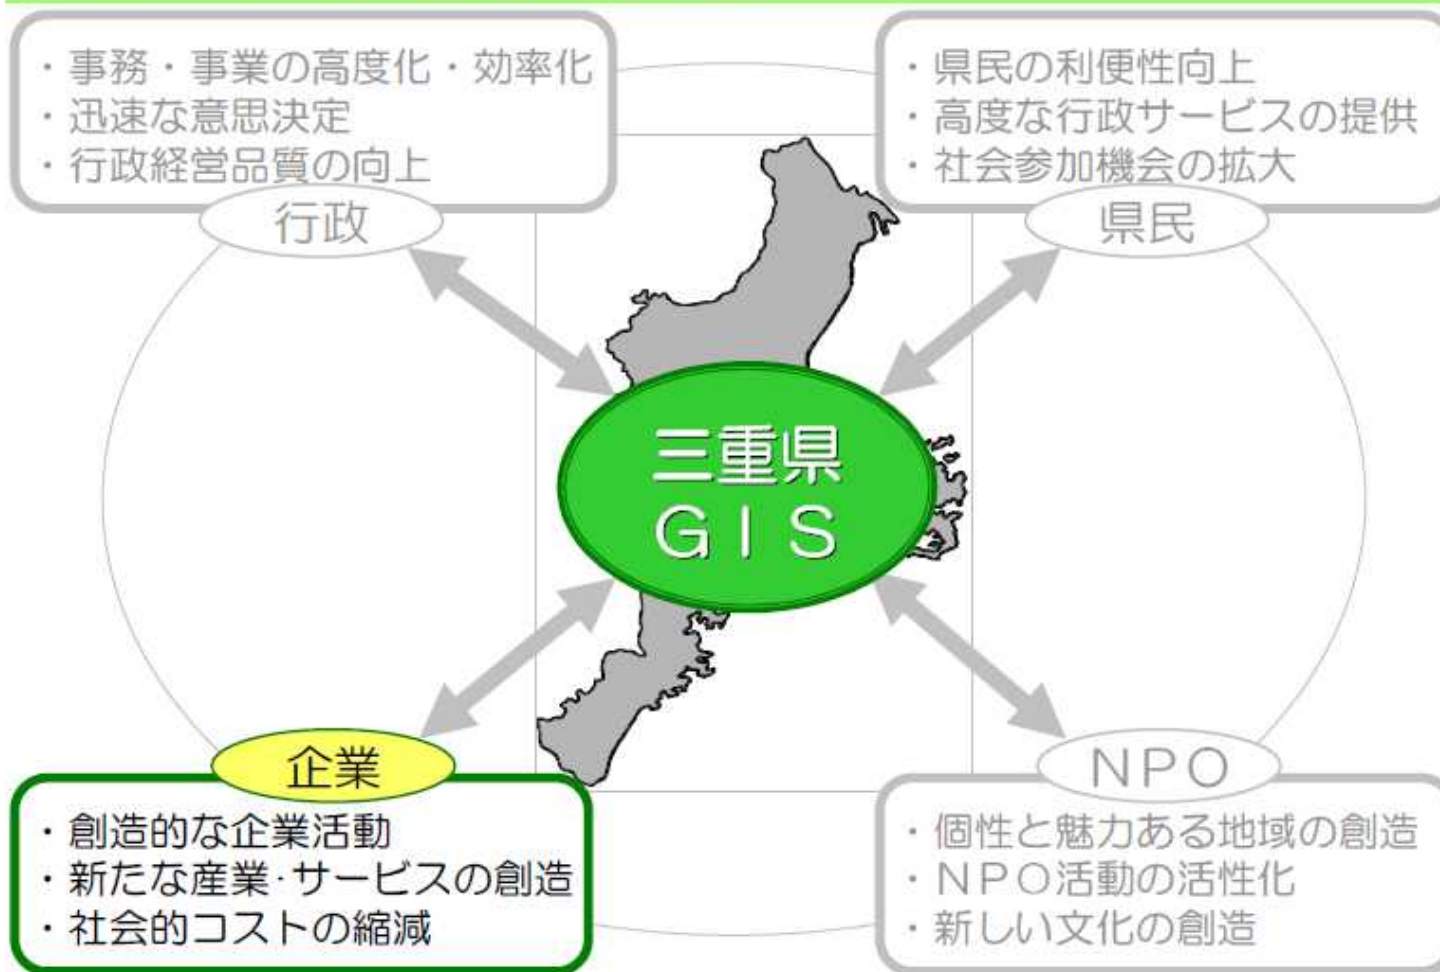 ・事務・事業の高度化・効率化
・迅速な意思決定
・行政経営品質の向上
行政
・県民の利便性向上
・高度な行政サービスの提供
・社会参加機会の拡大
県民
三重県
ＧＩＳ
企業
・創造的な企業活動
・新たな産業･サービスの創造
・社会的コストの縮減
ＮＰＯ
・個性と魅力ある地域の創造
・ＮＰＯ活動の活性化
・新しい文化の創造